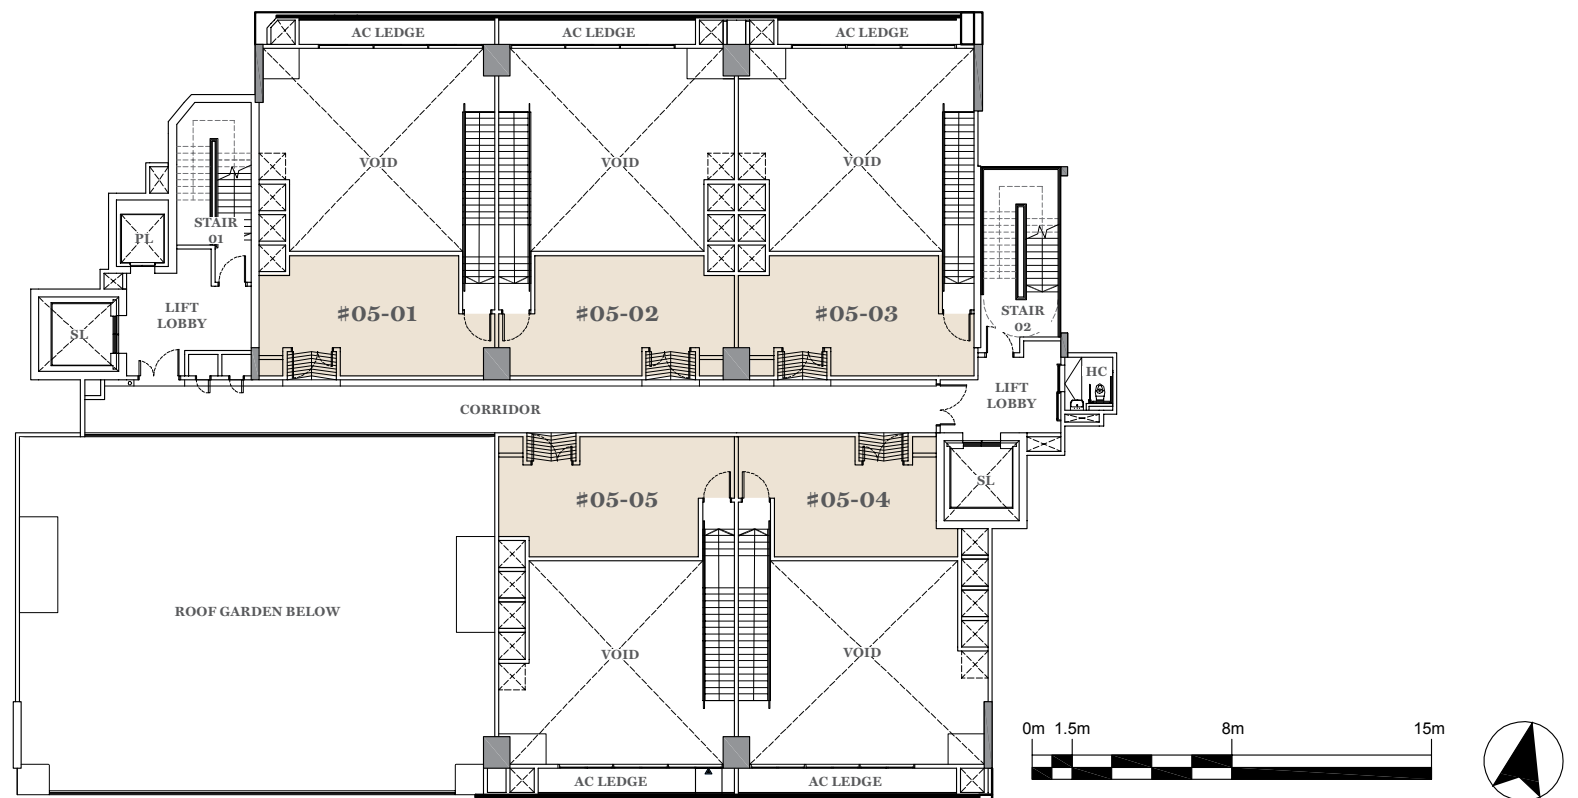 AC LEDGE AC LEDGE AC LEDGE
VOID VOID VOID
STAIR
01
PL
LIFT
LOBBY
SL
#05-01 #05-02 #05-03
STAIR
02
HC
LIFT
LOBBY
CORRIDOR
SL
#05-05 #05-04
ROOF GARDEN BELOW
VOID VOID
0m 1.5m 8m 15m
AC LEDGE AC LEDGE